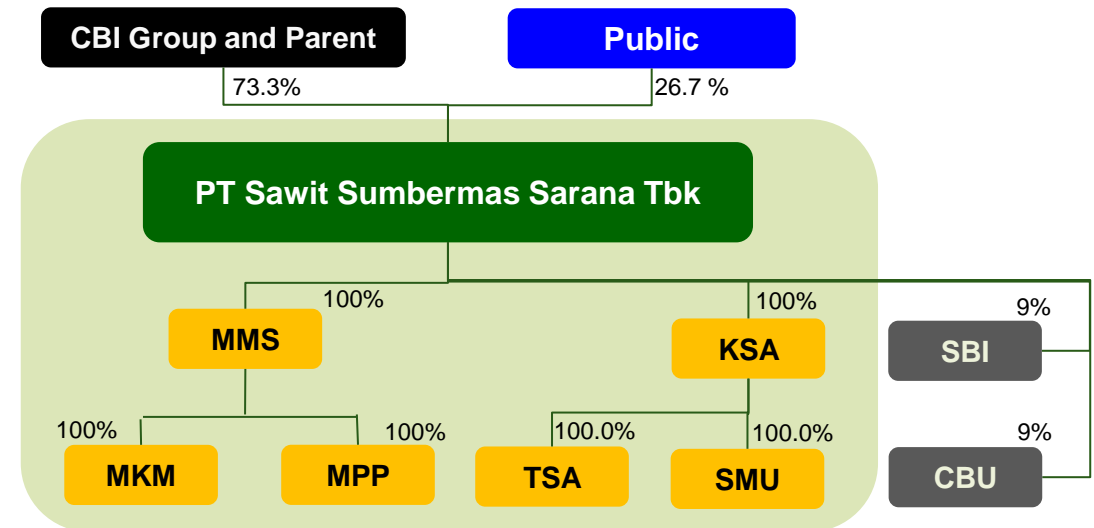 CBI Group and Parent
Public
73.3%
26.7 %
PT Sawit Sumbermas Sarana Tbk
100%
100%
9%
MMS
KSA
SBI
100%
100%
100.0%
100.0%
9%
MKM
MPP
TSA
SMU
CBU